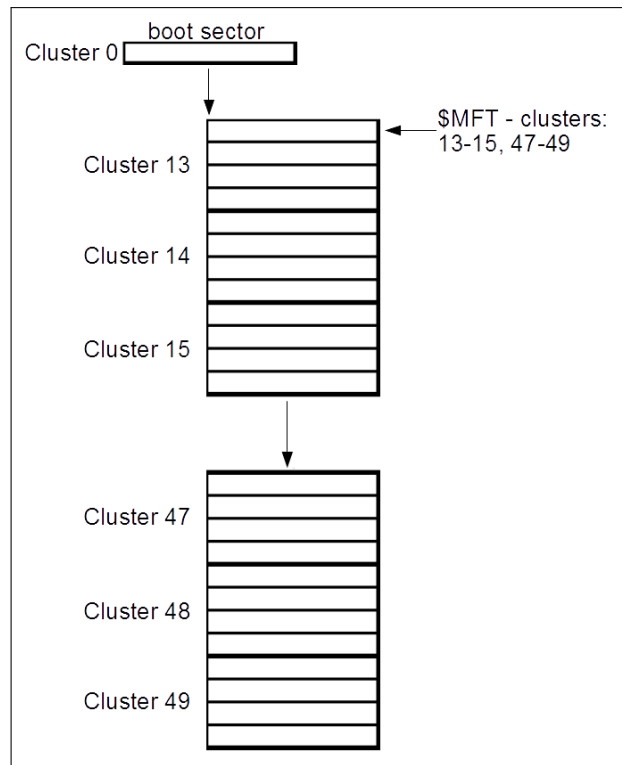 boot sector
Cluster 0
$MFT - clusters:
13-15, 47-49
Cluster 13
Cluster 14
Cluster 15
Cluster 47
Cluster 48
Cluster 49